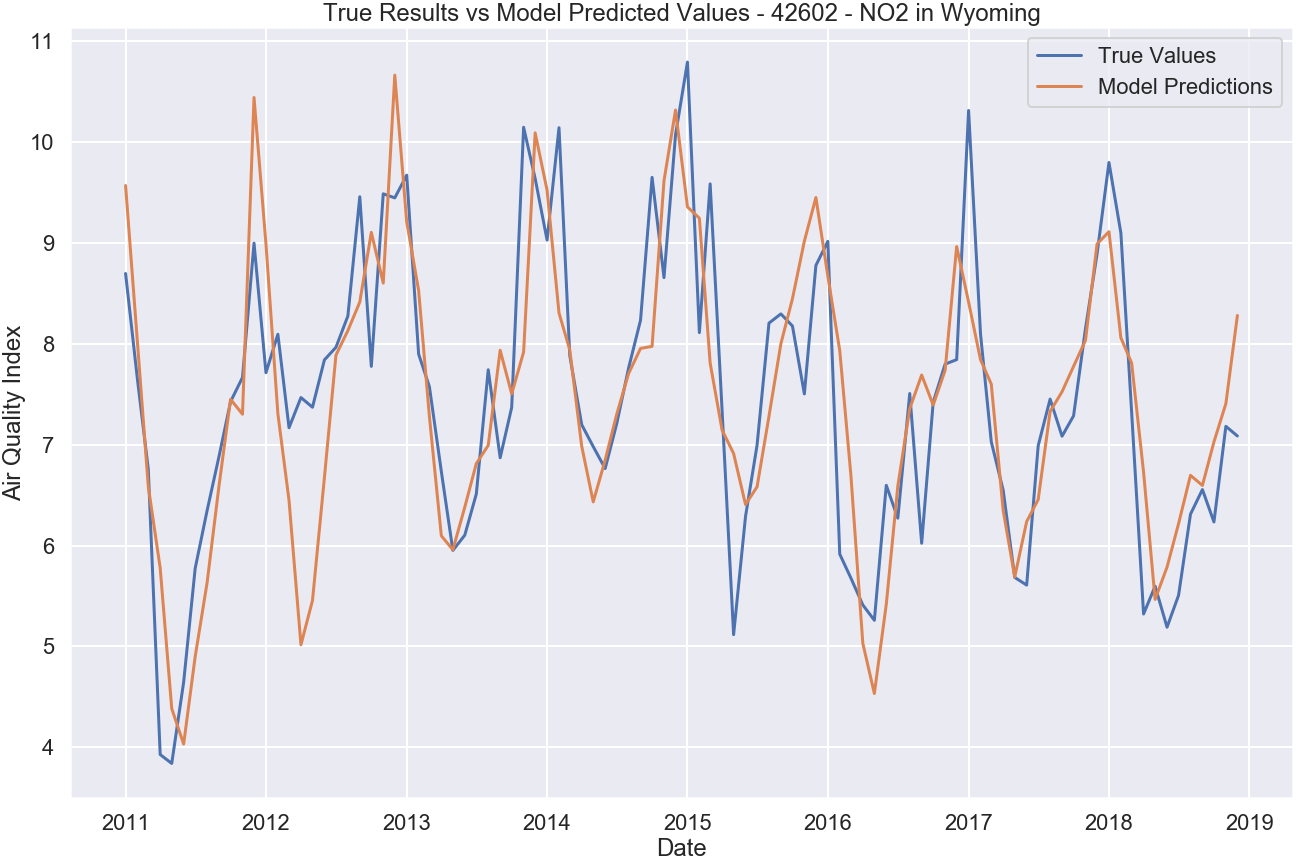 True Results vs Model Predicted Values - 42602 - NO2 in Wyoming
True Values
Model Predictions
Air Quality Index
11
10
9
8
7
6
5
4
2011 2012 2013 2014 2015 2016 2017 2018 2019
Date